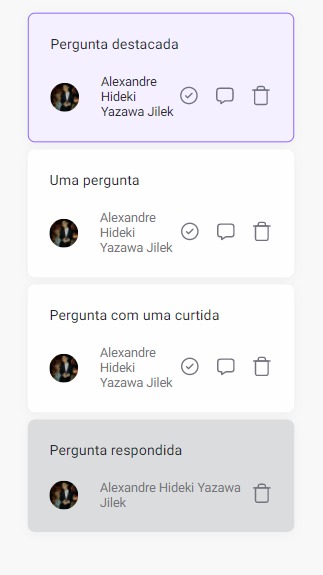 Pergunta destacada
Alexandre
Hideki
Yazawa Jilek
Uma pergunta
Alexandre
Hideki
Yazawa Jilek
Pergunta com uma curtida
Alexandre
Hideki
Yazawa Jilek
Pergunta respondida
Alexandre Hideki Yazawa
Jilek